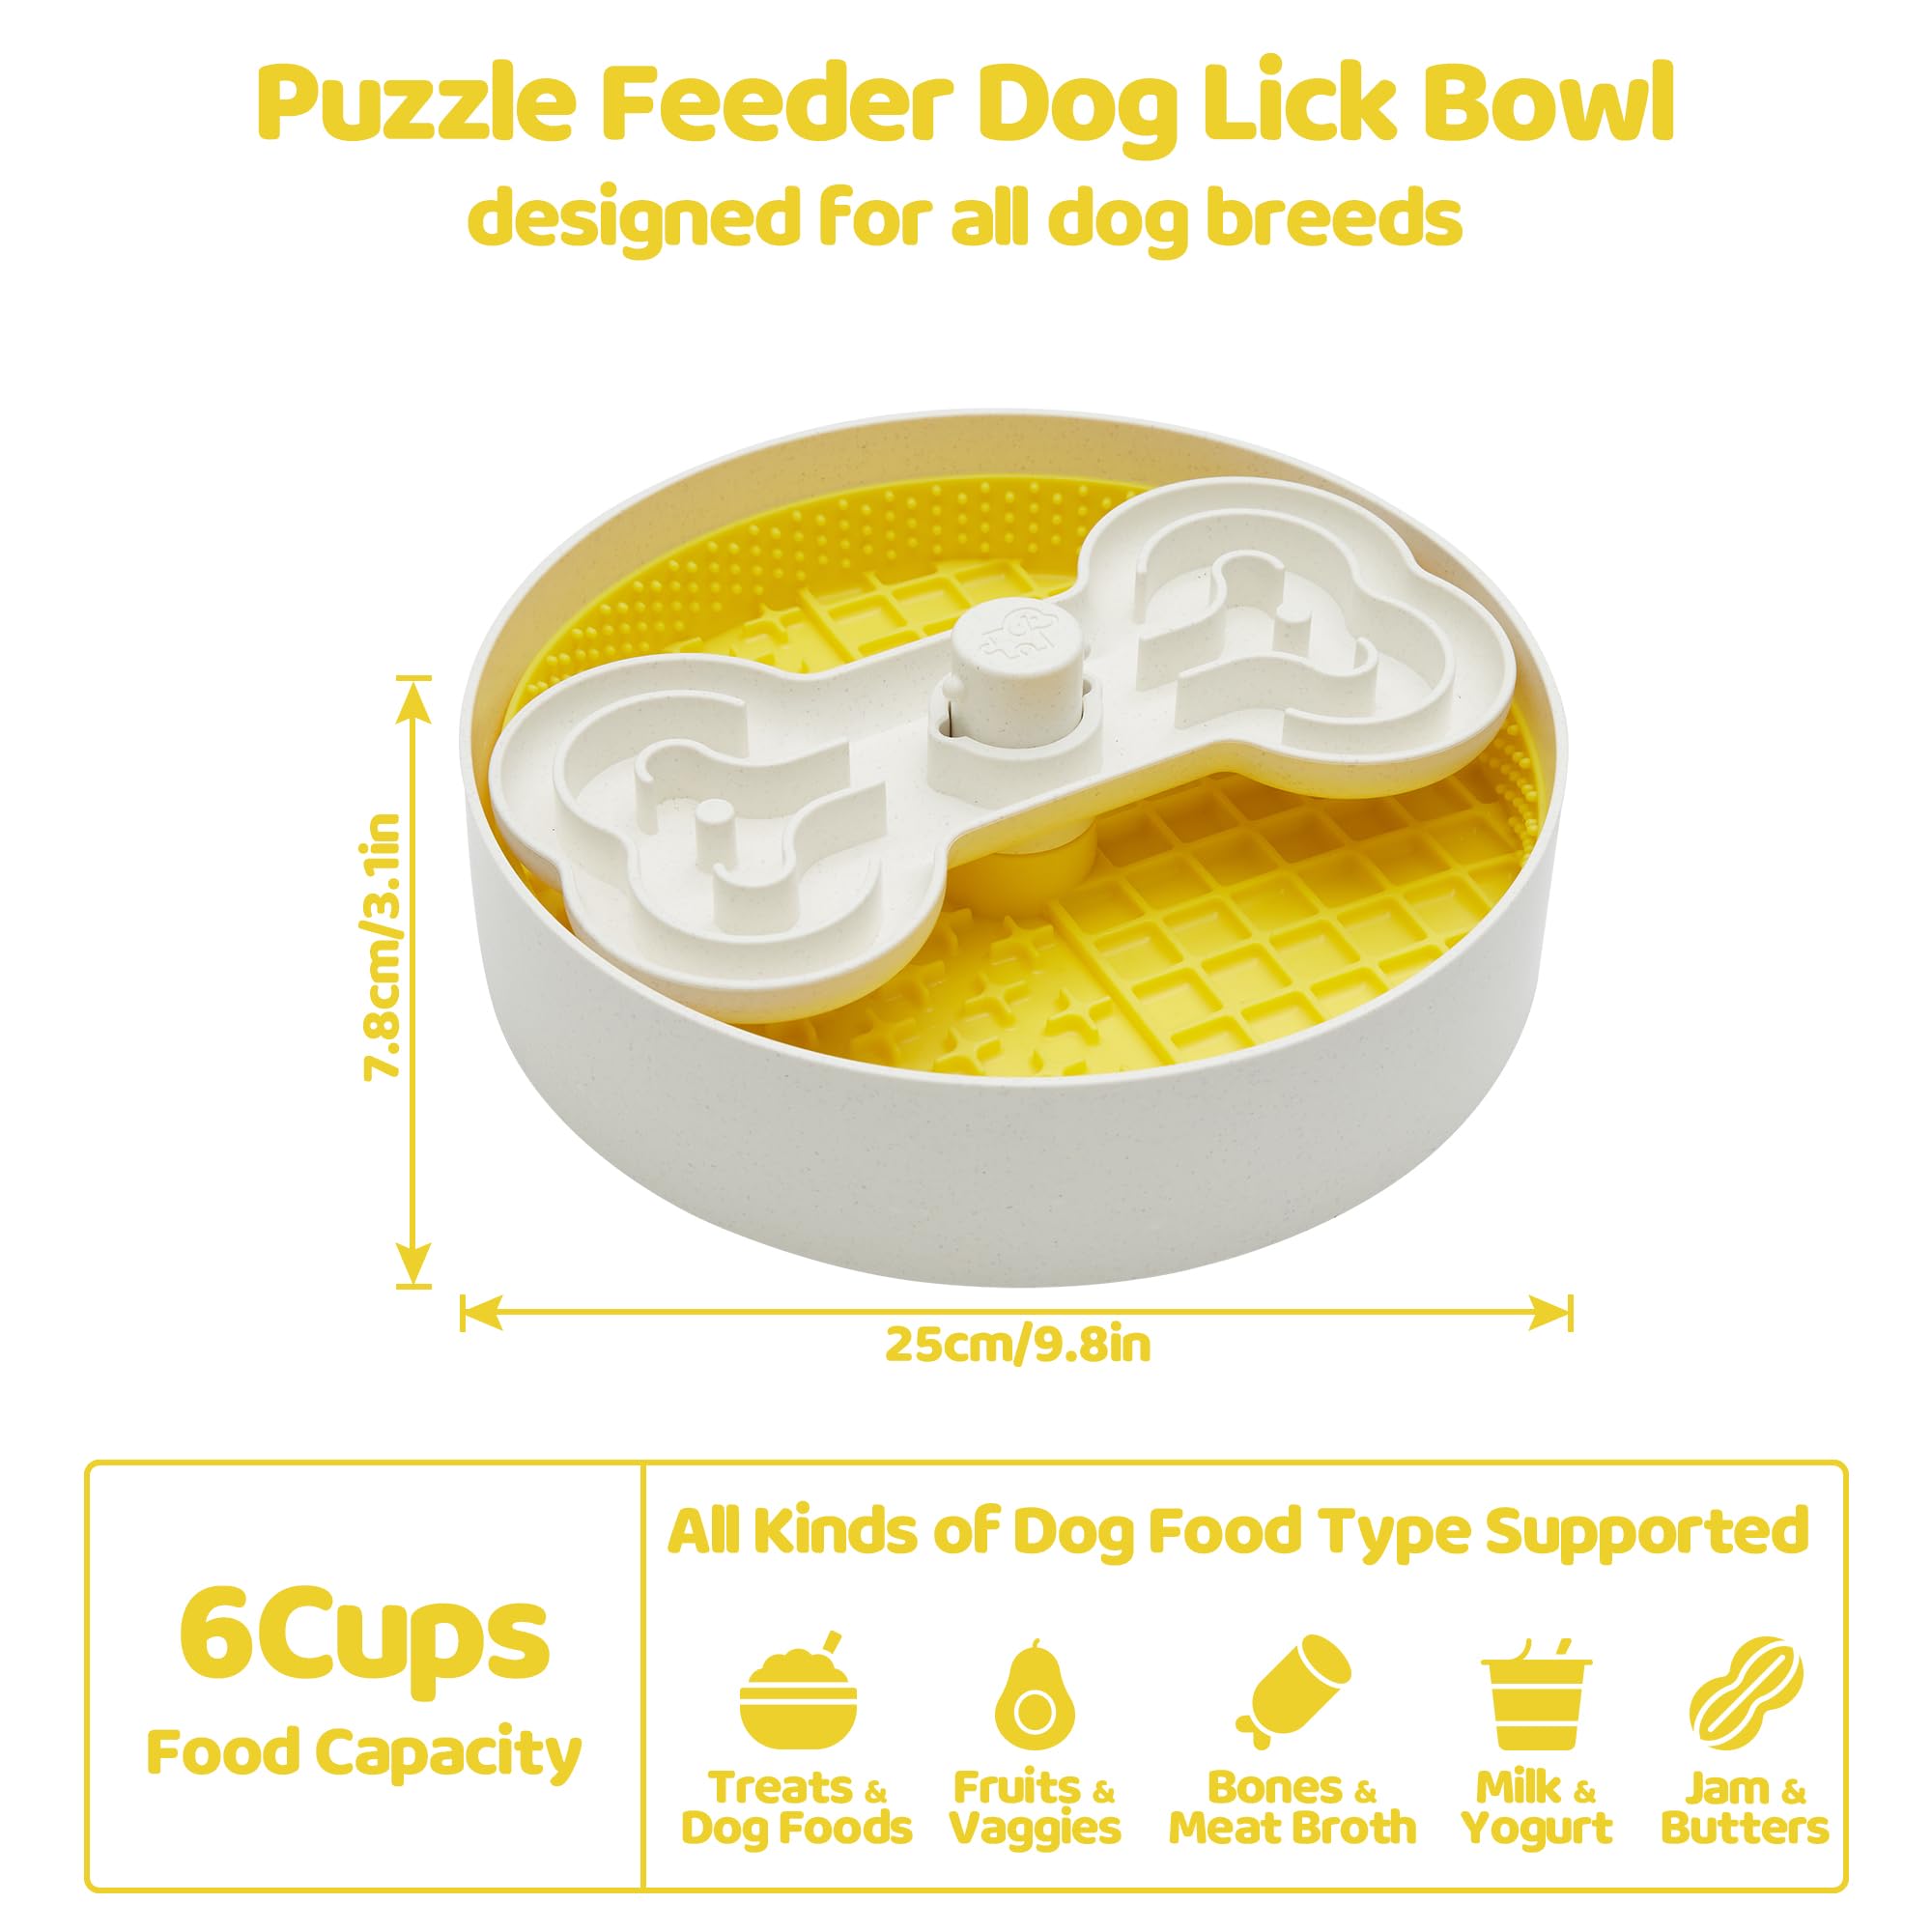 Puzzle Feeder Dog Lick Bowl
designed for all dog breeds
7.8cm/3.1in
25cm/9.8in
6Cups
Food Capacity
All Kinds of Dog Food Type Supported
Treats &
Dog Foods
Fruits &
Vaggies
Bones &
Meat Broth
Milk &
Yogurt
Jam &
Butters